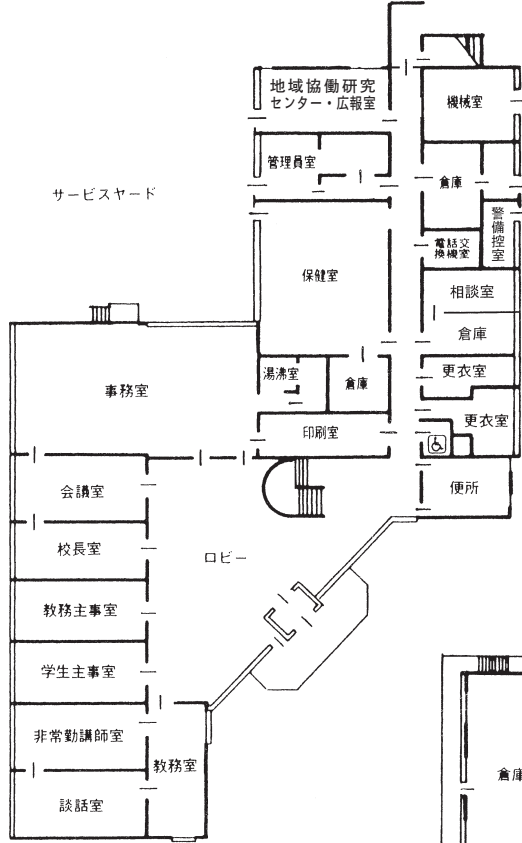 地域協働研究
センター・広報室
機械室
管理員室
倉庫
サービスヤード
警備控室
電話交
換機室
保健室
相談室
倉庫
湯沸室
倉庫
更衣室
事務室
印刷室
更衣室
会議室
便所
校長室
ロビー
教務主事室
学生主事室
非常勤講師室
教務室
倉庫
談話室